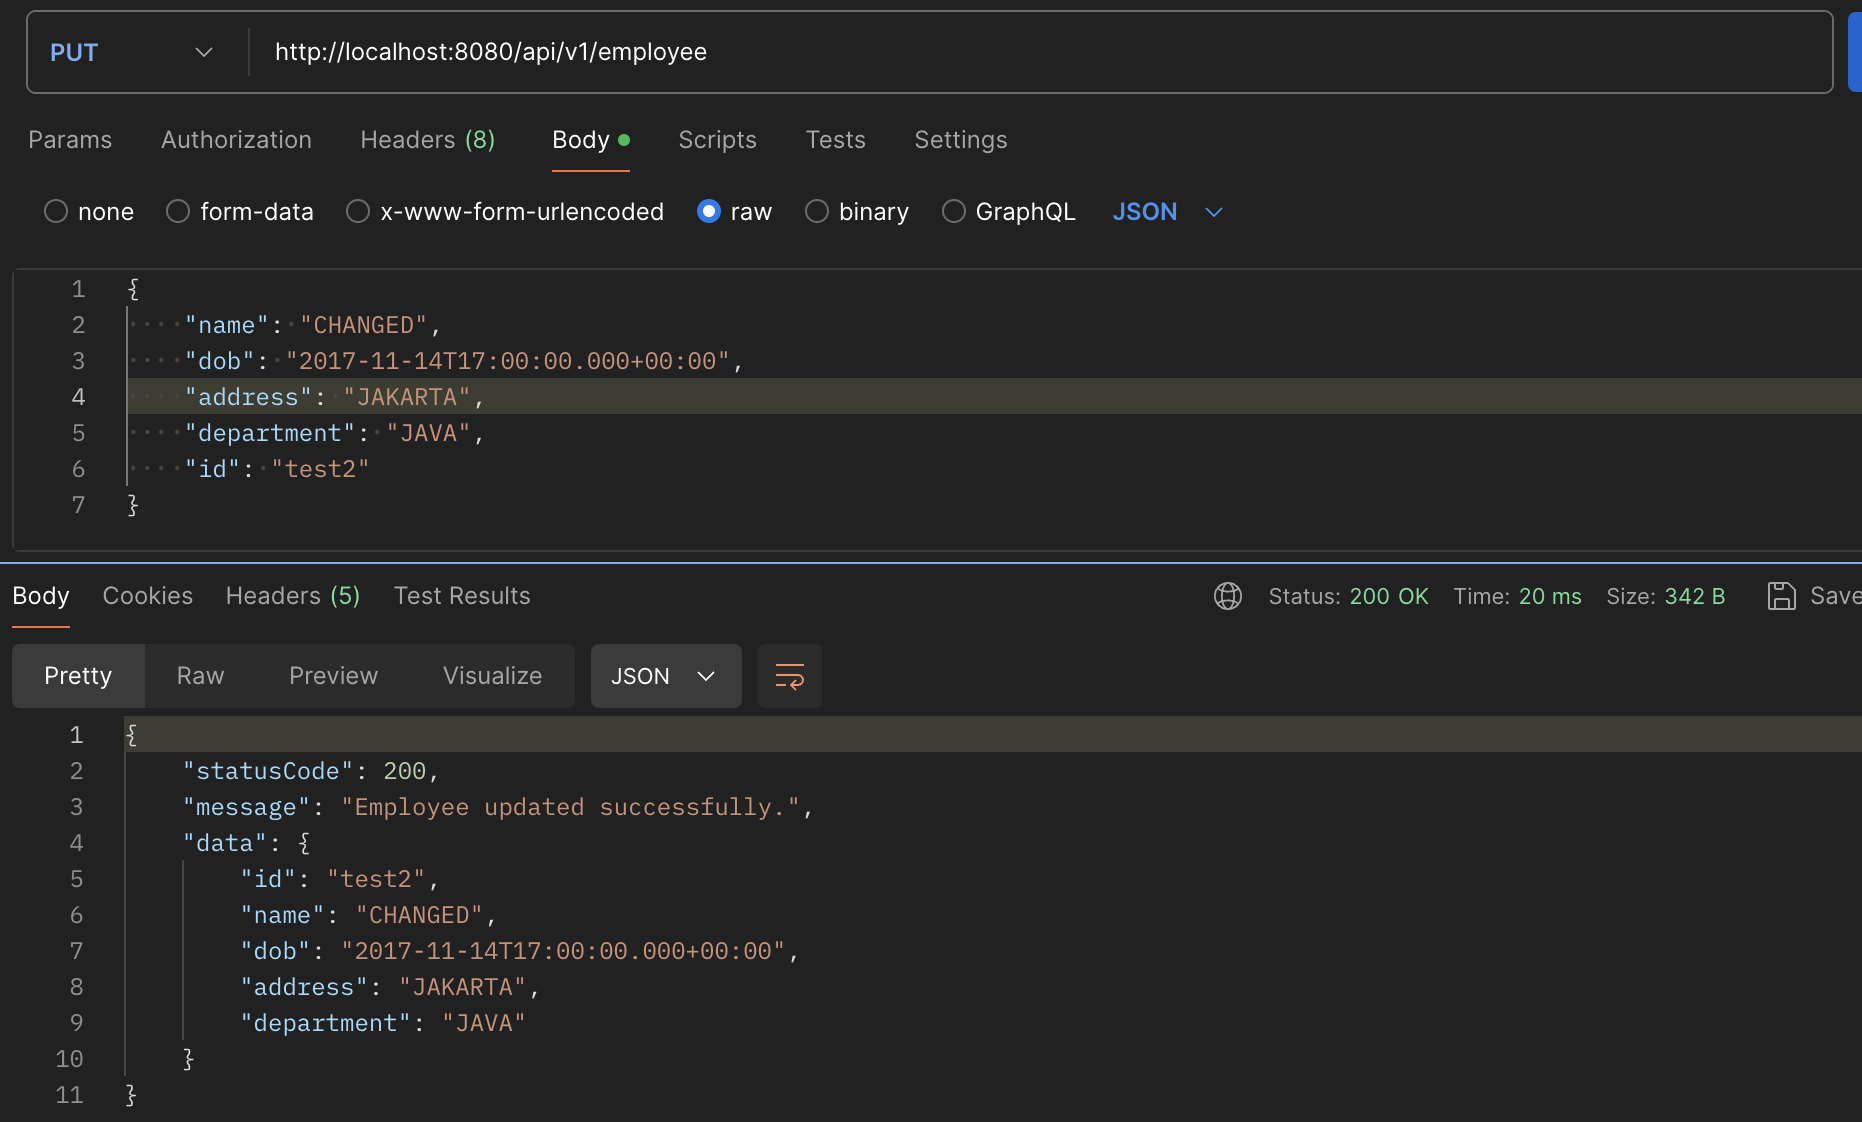 PUT http://localhost:8080/api/v1/employee
Params Authorization Headers (8) Body Scripts Tests Settings
none form-data x-www-form-urlencoded raw binary GraphQL JSON
1 {
2 "name": "CHANGED",
3 "dob": "2017-11-14T17:00:00.000+00:00",
4 "address": "JAKARTA",
5 "department": "JAVA",
6 "id": "test2"
7 }
Body Cookies Headers (5) Test Results Status: 200 OK Time: 20 ms Size: 342 B Save
Pretty Raw Preview Visualize JSON
1 {
2 "statusCode": 200,
3 "message": "Employee updated successfully.",
4 "data": {
5 "id": "test2",
6 "name": "CHANGED",
7 "dob": "2017-11-14T17:00:00.000+00:00",
8 "address": "JAKARTA",
9 "department": "JAVA"
10 }
11 }